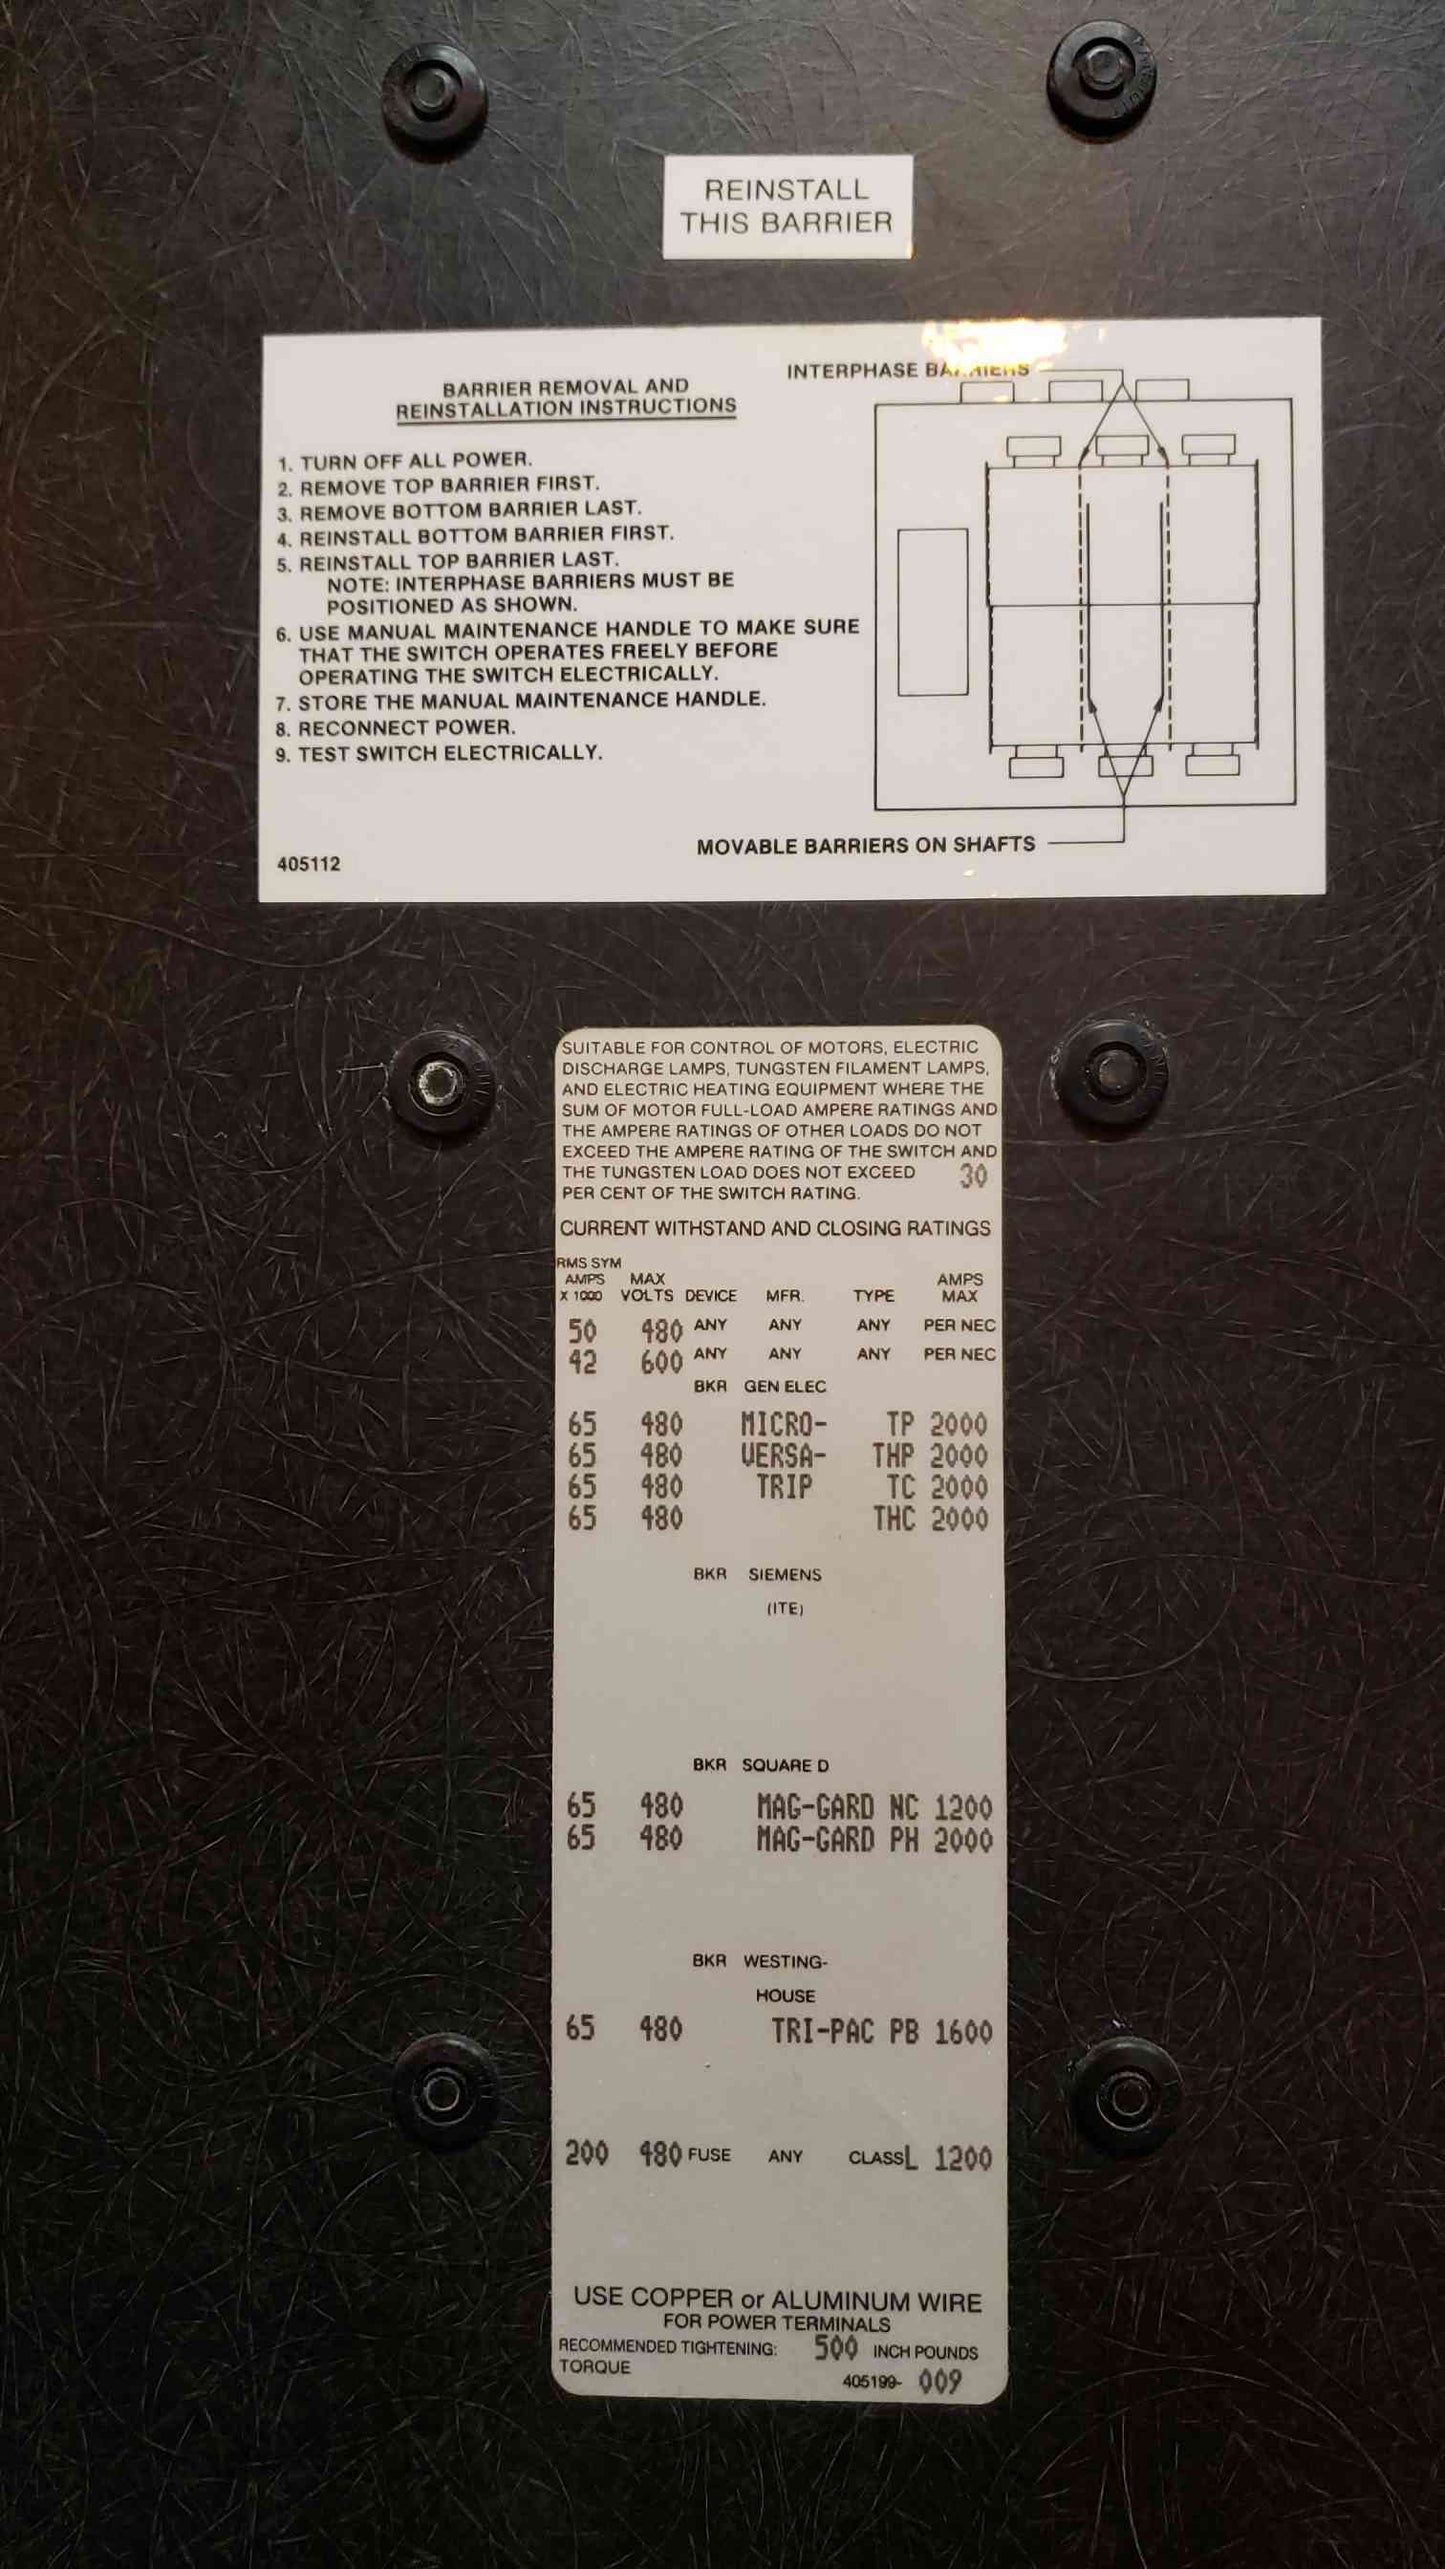 REINSTALL
THIS BARRIER
BARRIER REMOVAL AND
REINSTALLATION INSTRUCTIONS
1. TURN OFF ALL POWER.
2. REMOVE TOP BARRIER FIRST.
3. REMOVE BOTTOM BARRIER LAST.
4. REINSTALL BOTTOM BARRIER FIRST.
5. REINSTALL TOP BARRIER LAST.
NOTE: INTERPHASE BARRIERS MUST BE
POSITIONED AS SHOWN.
6. USE MANUAL MAINTENANCE HANDLE TO MAKE SURE
THAT THE SWITCH OPERATES FREELY BEFORE
OPERATING THE SWITCH ELECTRICALLY.
7. STORE THE MANUAL MAINTENANCE HANDLE.
8. RECONNECT POWER.
9. TEST SWITCH ELECTRICALLY.
405112
INTERPHASE BARRIERS
MOVABLE BARRIERS ON SHAFTS
SUITABLE FOR CONTROL OF MOTORS, ELECTRIC
DISCHARGE LAMPS, TUNGSTEN FILAMENT LAMPS,
AND ELECTRIC HEATING EQUIPMENT WHERE THE
SUM OF MOTOR FULL-LOAD AMPERE RATINGS AND
THE AMPERE RATINGS OF OTHER LOADS DO NOT
EXCEED THE AMPERE RATING OF THE SWITCH AND
THE TUNGSTEN LOAD DOES NOT EXCEED 30
PER CENT OF THE SWITCH RATING.
CURRENT WITHSTAND AND CLOSING RATINGS
RMS SYM
AMPS MAX AMPS
X 1000 VOLTS DEVICE MFR. TYPE MAX
50 480 ANY ANY ANY PER NEC
42 600 ANY ANY ANY PER NEC
BKR GEN ELEC
65 480 MICRO- TP 2000
65 480 VERSA- THP 2000
65 480 TRIP TC 2000
65 480 THC 2000
BKR SIEMENS
(ITE)
BKR SQUARE D
65 480 MAG-GARD NC 1200
65 480 MAG-GARD PH 2000
BKR WESTING-
HOUSE
65 480 TRI-PAC PB 1600
200 480 FUSE ANY CLASS L 1200
USE COPPER or ALUMINUM WIRE
FOR POWER TERMINALS
RECOMMENDED TIGHTENING: 500 INCH POUNDS
TORQUE
405199- 009